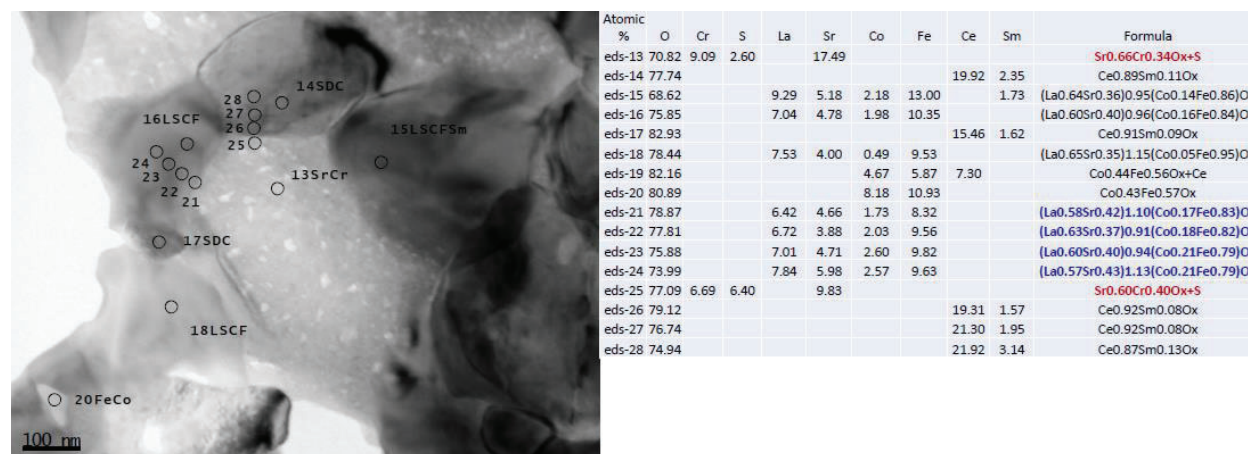 28
14SDC
27
16LSCF
26
15LSCFSm
25
24
23
13SrCr
22
21
17SDC
18LSCF
20FeCo
100 nm
Atomic
% O Cr S La Sr Co Fe Ce Sm Formula
eds-13 70.82 9.09 2.60 17.49 Sr0.66Cr0.34Ox+S
eds-14 77.74 19.92 2.35 Ce0.89Sm0.11Ox
eds-15 68.62 9.29 5.18 2.18 13.00 1.73 (La0.64Sr0.36)0.95(Co0.14Fe0.86)O
eds-16 75.85 7.04 4.78 1.98 10.35 (La0.60Sr0.40)0.96(Co0.16Fe0.84)O
eds-17 82.93 15.46 1.62 Ce0.91Sm0.09Ox
eds-18 78.44 7.53 4.00 0.49 9.53 (La0.65Sr0.35)1.15(Co0.05Fe0.95)O
eds-19 82.16 4.67 5.87 7.30 Co0.44Fe0.56Ox+Ce
eds-20 80.89 8.18 10.93 Co0.43Fe0.57Ox
eds-21 78.87 6.42 4.66 1.73 8.32 (La0.58Sr0.42)1.10(Co0.17Fe0.83)O
eds-22 77.81 6.72 3.88 2.03 9.56 (La0.63Sr0.37)0.91(Co0.18Fe0.82)O
eds-23 75.88 7.01 4.71 2.60 9.82 (La0.60Sr0.40)0.94(Co0.21Fe0.79)O
eds-24 73.99 7.84 5.98 2.57 9.63 (La0.57Sr0.43)1.13(Co0.21Fe0.79)O
eds-25 77.09 6.69 6.40 9.83 Sr0.60Cr0.40Ox+S
eds-26 79.12 19.31 1.57 Ce0.92Sm0.08Ox
eds-27 76.74 21.30 1.95 Ce0.92Sm0.08Ox
eds-28 74.94 21.92 3.14 Ce0.87Sm0.13Ox